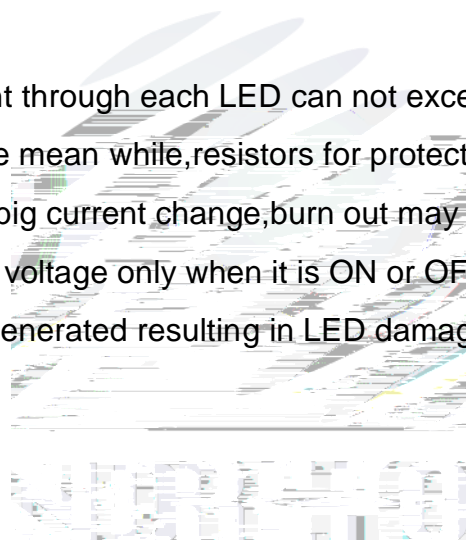 nt through each LED can not exce
e mean while,resistors for protect
big current change,burn out may
voltage only when it is ON or OF
enerated resulting in LED damag